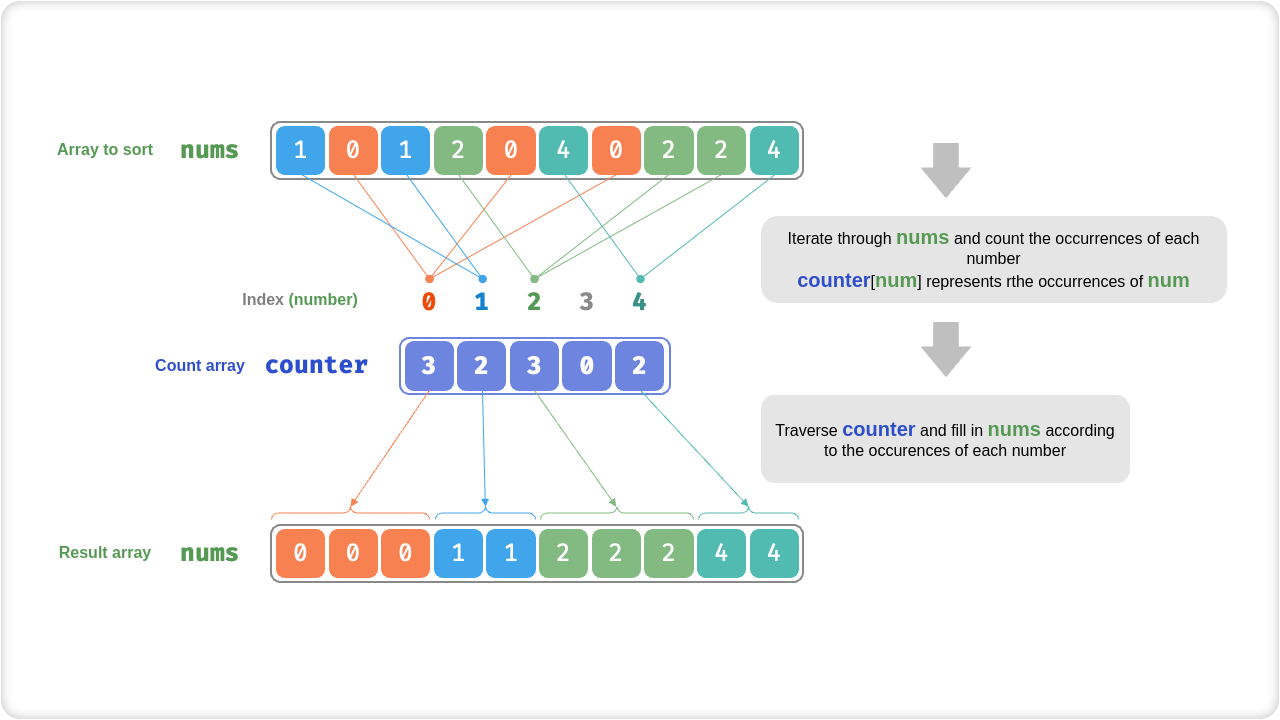 Array to sort nums 1 0 1 2 0 4 0 2 2 4
Iterate through nums and count the occurrences of each
number
counter[num] represents rthe occurrences of num
Index (number) 0 1 2 3 4
Count array counter 3 2 3 0 2
Traverse counter and fill in nums according
to the occurences of each number
Result array nums 0 0 0 1 1 2 2 2 4 4